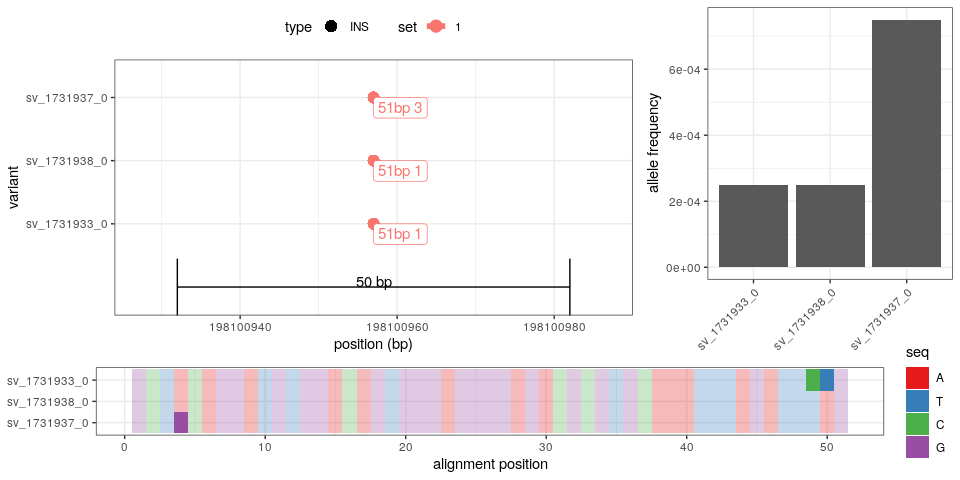 type INS set 1
variant
sv_1731937_0
51bp 3
sv_1731938_0
51bp 1
sv_1731933_0
51bp 1
50 bp
198100940 198100960 198100980
position (bp)
allele frequency
6e-04
4e-04
2e-04
0e+00
sv_1731933_0 sv_1731938_0 sv_1731937_0
sv_1731933_0
sv_1731938_0
sv_1731937_0
0 10 20 30 40 50
alignment position
seq
A
T
C
G